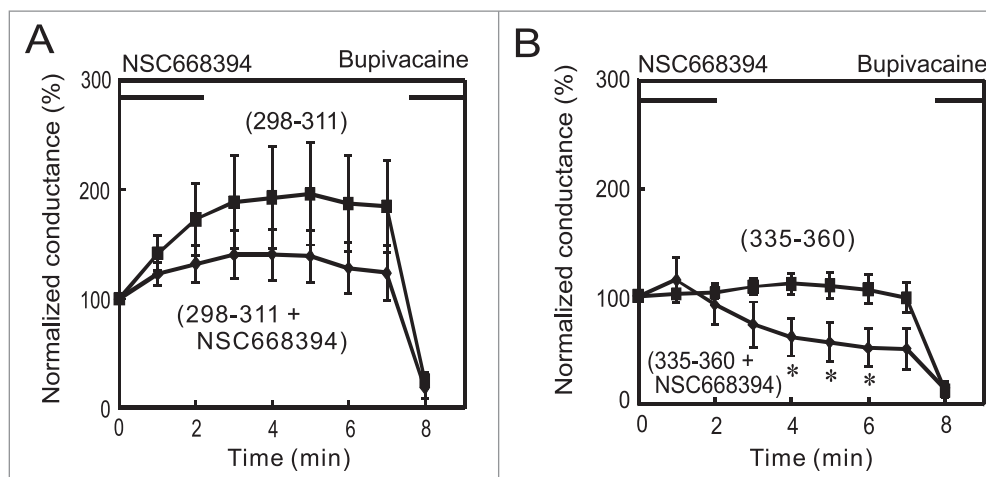 A
NSC668394 Bupivacaine
300
200
100
0
Normalized conductance (%)
(298-311)
(298-311 +
NSC668394)
0 2 4 6 8
Time (min)
B
NSC668394 Bupivacaine
300
200
100
0
Normalized conductance (%)
(335-360)
(335-360 +
NSC668394)
* * *
0 2 4 6 8
Time (min)